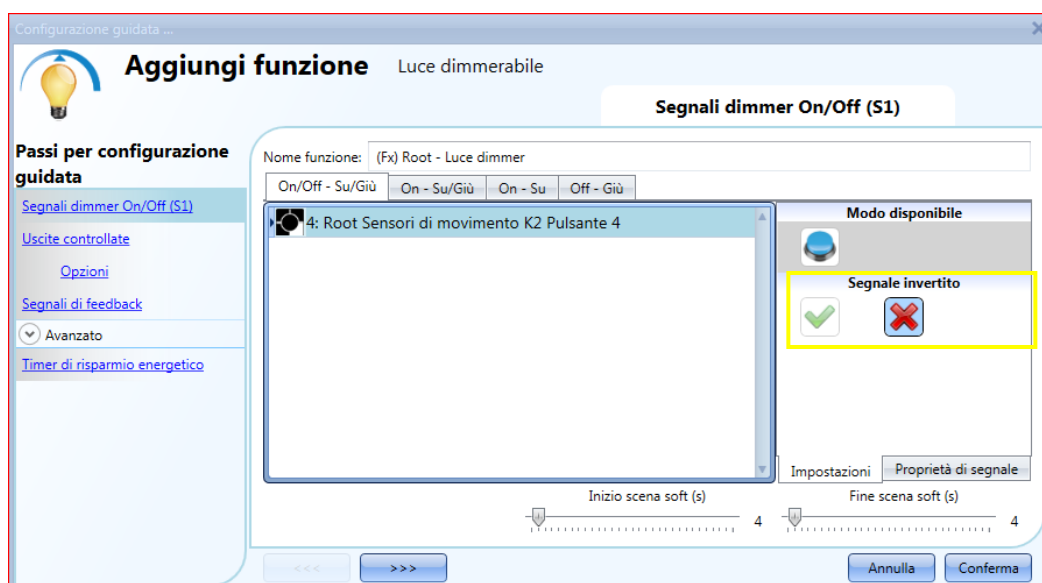 Configurazione guidata ...
Aggiungi funzione Luce dimmerabile
Segnali dimmer On/Off (S1)
Passi per configurazione
guidata
Segnali dimmer On/Off (S1)
Uscite controllate
Opzioni
Segnali di feedback
Avanzato
Timer di risparmio energetico
Nome funzione: (Fx) Root - Luce dimmer
On/Off - Su/Giù On - Su/Giù On - Su Off - Giù
4: Root Sensori di movimento K2 Pulsante 4
Modo disponibile
Segnale invertito
Impostazioni Proprietà di segnale
Inizio scena soft (s) Fine scena soft (s)
4 4
<<< >>> Annulla Conferma